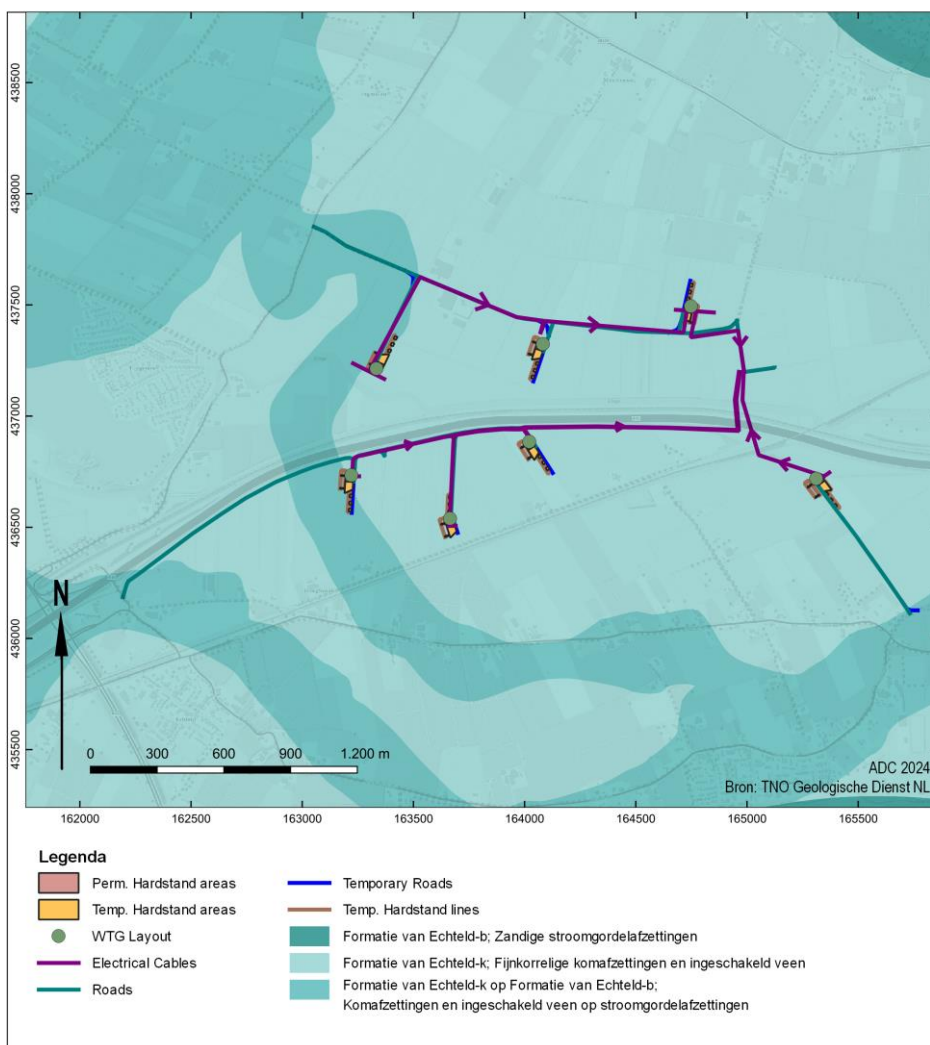 438500
438000
437500
437000
436500
436000
435500
N
0 300 600 900 1.200 m
ADC 2024
Bron: TNO Geologische Dienst NL
162000 162500 163000 163500 164000 164500 165000 165500
Legenda
Perm. Hardstand areas
Temp. Hardstand areas
WTG Layout
Electrical Cables
Roads
Temporary Roads
Temp. Hardstand lines
Formatie van Echteld-b; Zandige stroomgordelafzettingen
Formatie van Echteld-k; Fijnkorrelige komafzettingen en ingeschakeld veen
Formatie van Echteld-k op Formatie van Echteld-b;
Komafzettingen en ingeschakeld veen op stroomgordelafzettingen